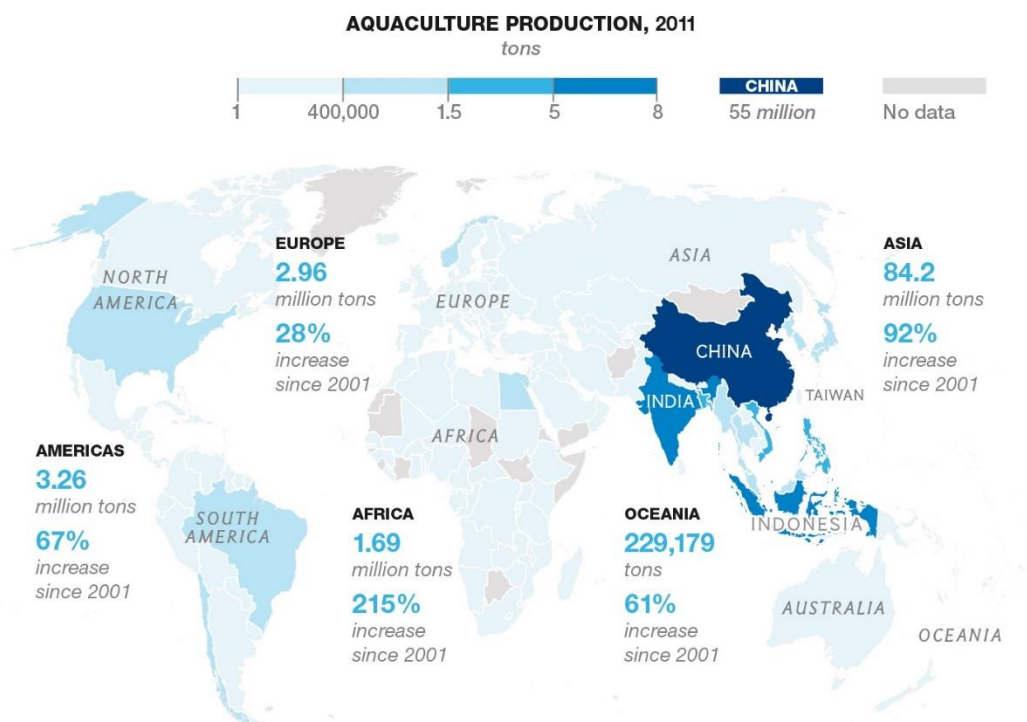 AQUACULTURE PRODUCTION, 2011
tons
1
400,000
1.5
5
8
CHINA
55 million
No data
EUROPE
2.96
million tons
28%
increase
since 2001
ASIA
84.2
million tons
92%
increase
since 2001
NORTH
AMERICA
EUROPE
ASIA
CHINA
INDIA
TAIWAN
AFRICA
AMERICAS
3.26
million tons
67%
increase
since 2001
SOUTH
AMERICA
AFRICA
1.69
million tons
215%
increase
since 2001
OCEANIA
229,179
tons
61%
increase
since 2001
INDONESIA
AUSTRALIA
OCEANIA